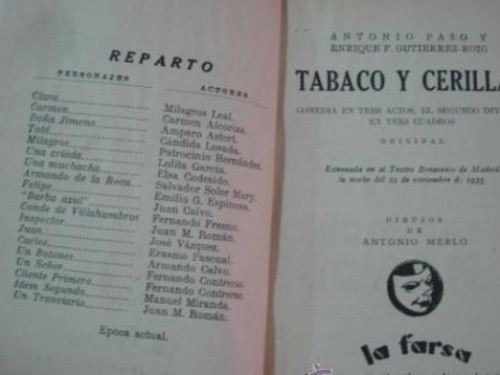 REPARTO
PERSONAJES ACTORES
Clara Milagros Leal.
Carmen Carmen Alcoriza.
Doña Jimena Amparo Astort.
Toté Cándida Losada.
Milagros Patrocinio Hernández.
Una criada Lolita García.
Una muchacha Elsa
Armando de la Roca Salvador Soler Mary.
Felipe Emilio G. Espinosa.
"Barba azul" Juan Calvo.
Conde de Villahumbros Fernando Fresno.
Inspector Juan M. Román.
Juan José Vázquez.
Carlos Erasmo Pascual.
Un Botones Armando Calvo.
Un Señor Fernando Contreras.
Cliente Primero Fernando Contreras.
Idem Segundo Manuel Miranda.
Un Tranviario Juan M. Román.
Epoca actual.
ANTONIO PASO Y
ENRIQUE F. GUTIERREZ-ROIG
TABACO Y CERILLA
COMEDIA EN TRES ACTOS, EL SEGUNDO DIV
EN TRES CUADROS
ORIGINAL
Estrenada en el Teatro Benavente de Madrid
la noche del 29 de noviembre de 1935
DIBUJOS
DE
ANTONIO MERLO
la farsa